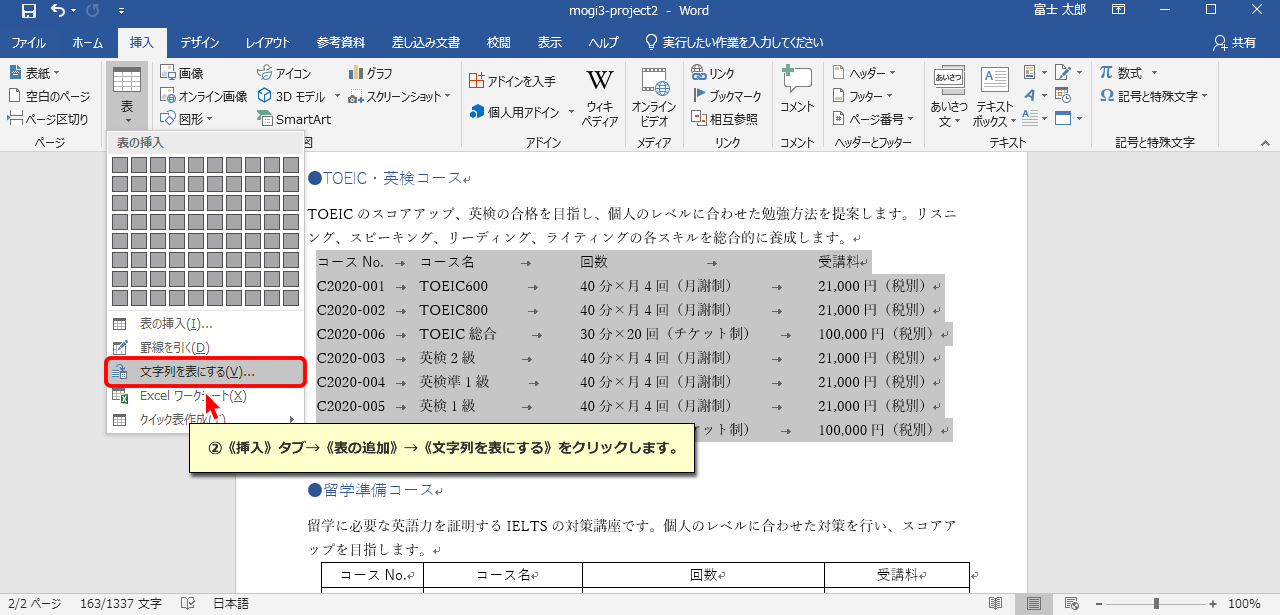 mogi3-project2 - Word
富士 太郎
ファイル ホーム 挿入 デザイン レイアウト 参考資料 差し込み文書 校閲 表示 ヘルプ 実行したい作業を入力してください 共有
表紙
空白のページ
ページ区切り
ページ
表
画像
オンライン画像
図形
アイコン
3D モデル
SmartArt
グラフ
スクリーンショット
図
アドインを入手
個人用アドイン
ウィキ
ペディア
アドイン
オンライン
ビデオ
メディア
リンク
ブックマーク
相互参照
リンク
コメント
コメント
ヘッダー
フッター
ページ番号
ヘッダーとフッター
あいさつ
あいさつ
文
A
テキスト
ボックス
テキスト
数式
記号と特殊文字
記号と特殊文字
表の挿入
表の挿入(I)...
罫線を引く(D)
文字列を表にする(V)...
Excel ワークシート(X)
クイック表作成(T)
②《挿入》タブ→《表の追加》→《文字列を表にする》をクリックします。
●TOEIC・英検コース↵
TOEIC のスコアアップ、英検の合格を目指し、個人のレベルに合わせた勉強方法を提案します。リスニ
ング、スピーキング、リーディング、ライティングの各スキルを総合的に養成します。↵
コース No. → コース名 → 回数 → 受講料↵
C2020-001 → TOEIC600 → 40 分×月 4 回（月謝制） → 21,000 円（税別）↵
C2020-002 → TOEIC800 → 40 分×月 4 回（月謝制） → 21,000 円（税別）↵
C2020-006 → TOEIC 総合 → 30 分×20 回（チケット制） → 100,000 円（税別）↵
C2020-003 → 英検 2 級 → 40 分×月 4 回（月謝制） → 21,000 円（税別）↵
C2020-004 → 英検準 1 級 → 40 分×月 4 回（月謝制） → 21,000 円（税別）↵
C2020-005 → 英検 1 級 → 40 分×月 4 回（月謝制） → 21,000 円（税別）↵
ケット制） → 100,000 円（税別）↵
●留学準備コース↵
留学に必要な英語力を証明する IELTS の対策講座です。個人のレベルに合わせた対策を行い、スコアア
ップを目指します。↵
コース No.↵ コース名↵ 回数↵ 受講料↵
2/2 ページ 163/1337 文字 日本語 100%